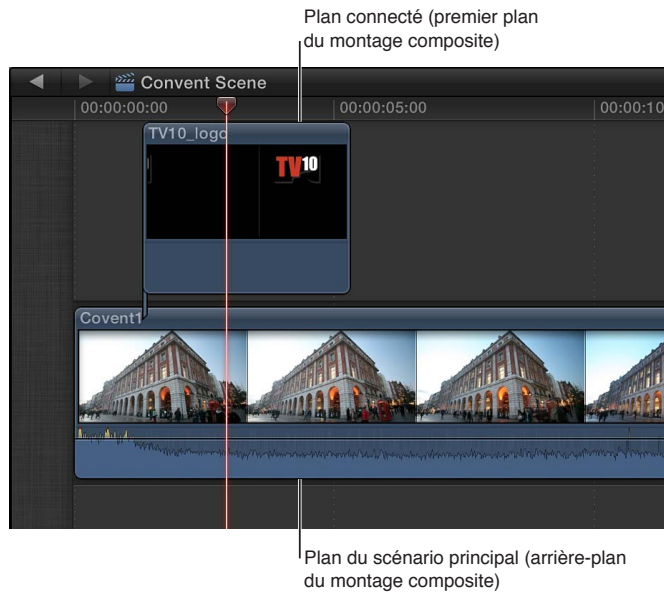 Plan connecté (premier plan
du montage composite)
Convent Scene
00:00:00:00
00:00:05:00
00:00:10
TV10_logo
TV10
Covent1
Plan du scénario principal (arrière-plan
du montage composite)